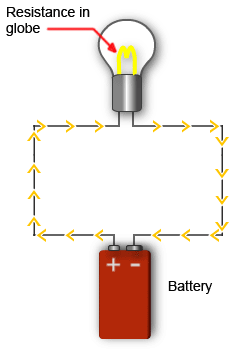 Resistance in
globe
+ -
Battery